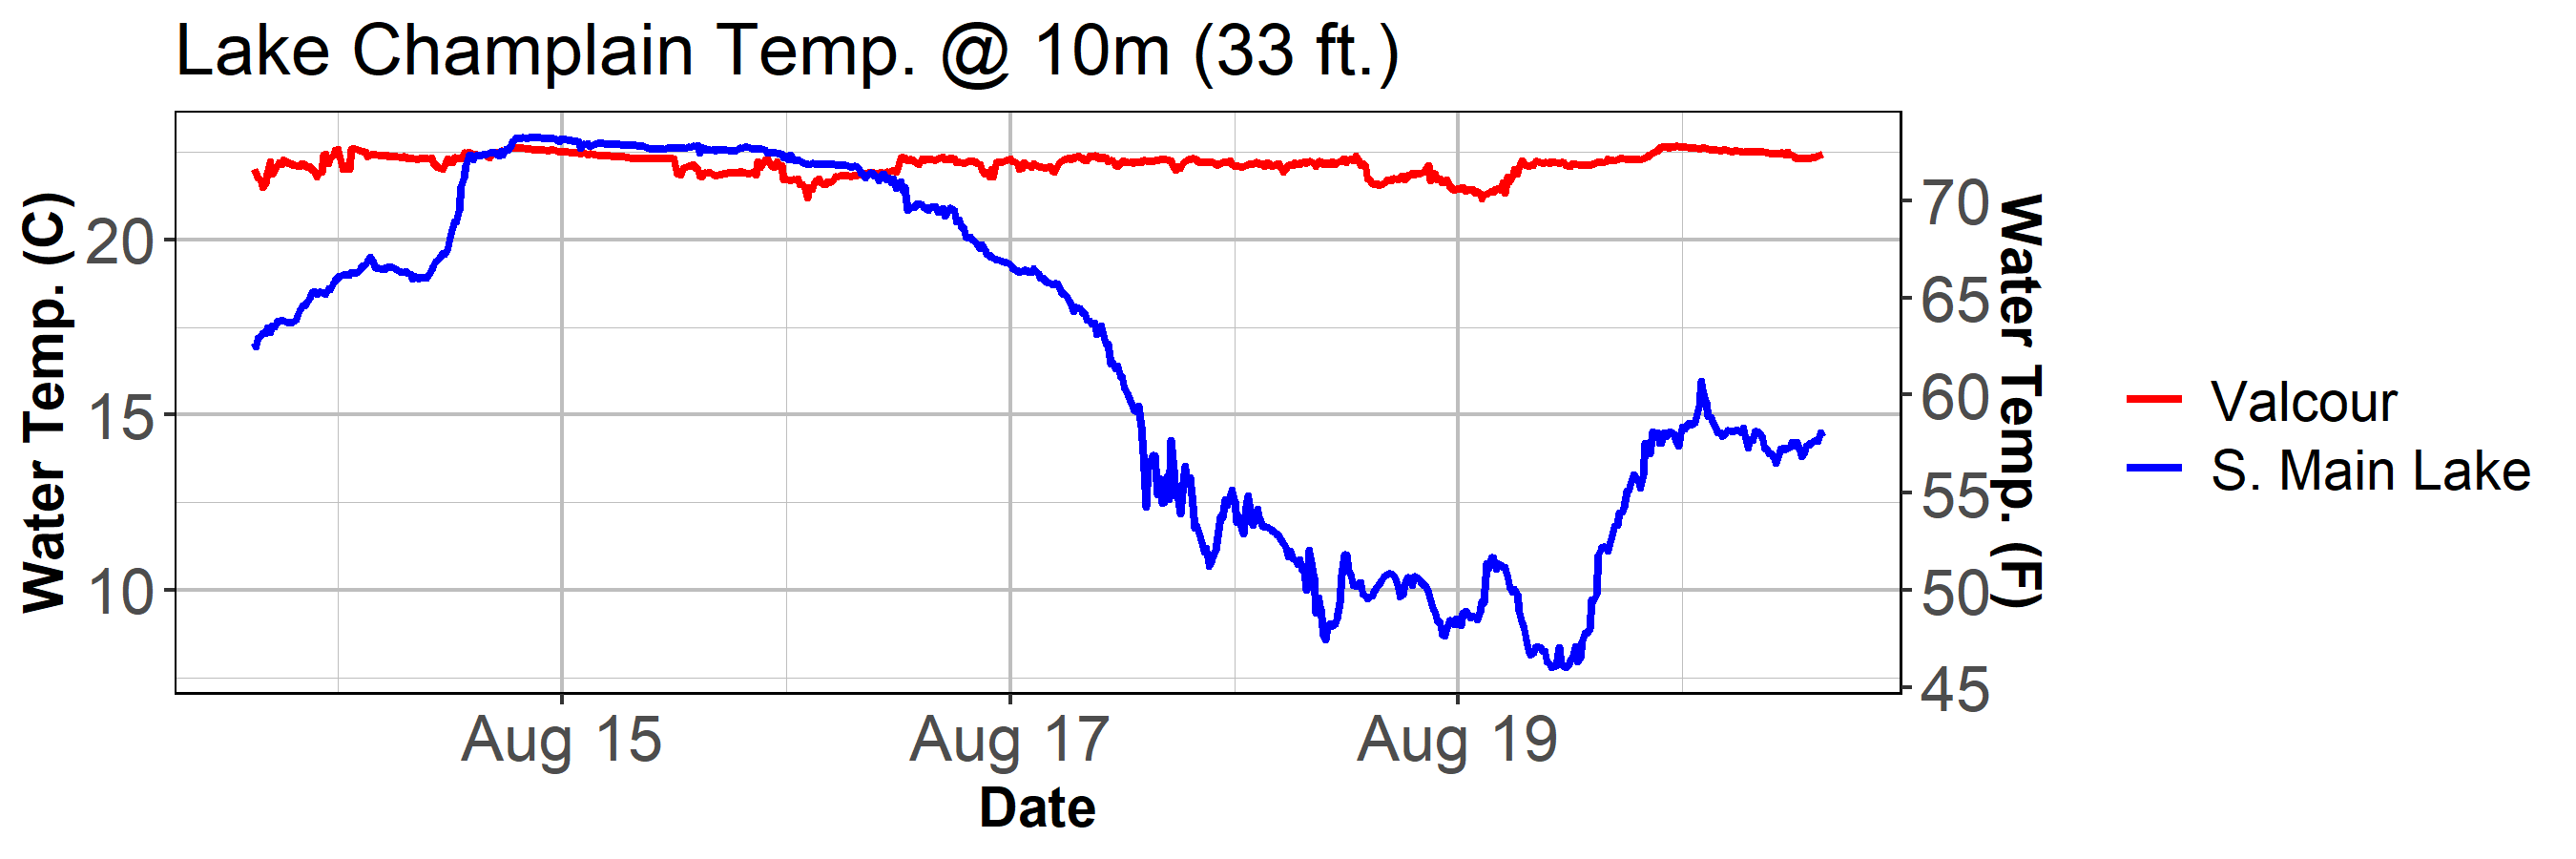 Lake Champlain Temp. @ 10m (33 ft.)
Water Temp. (C)
20
15
10
70
65
60
55
50
45
Water Temp. (F)
Aug 15
Aug 17
Aug 19
Date
Valcour
S. Main Lake